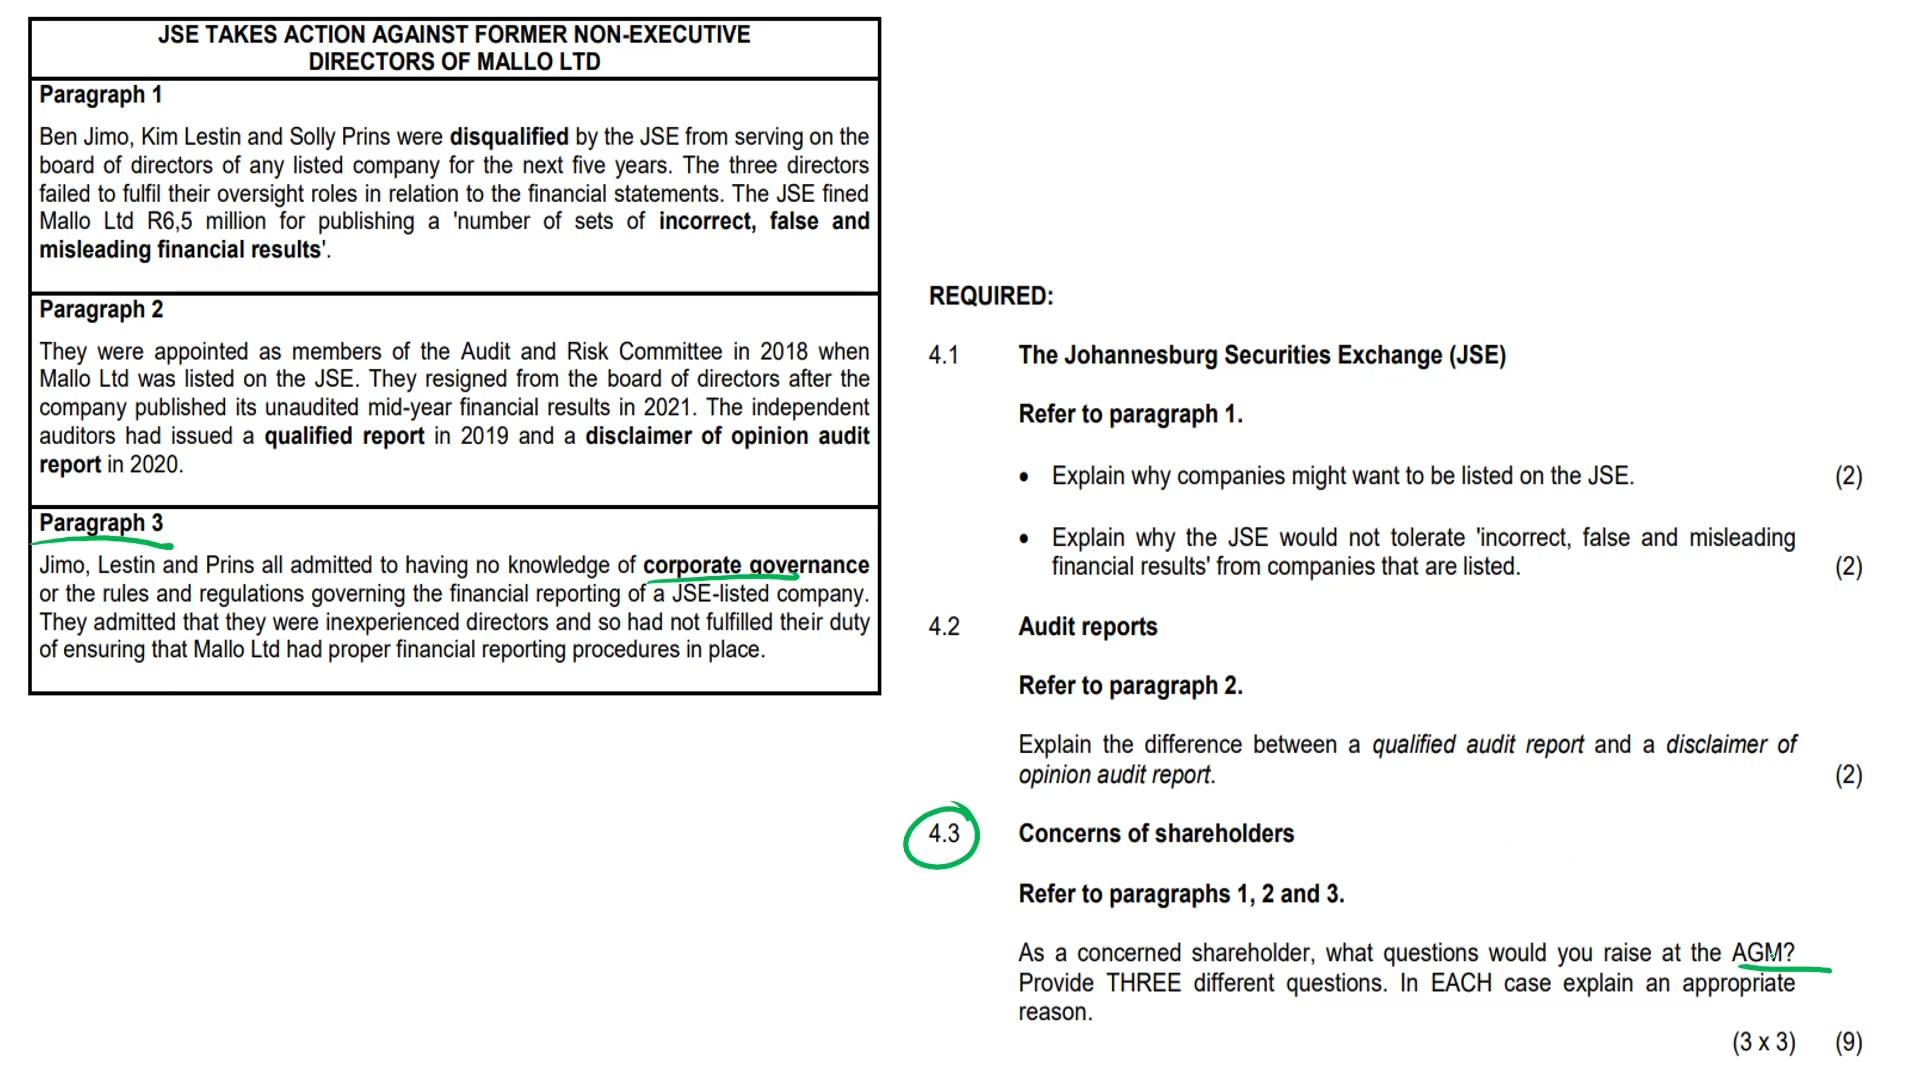 JSE TAKES ACTION AGAINST FORMER NON-EXECUTIVE
DIRECTORS OF MALLO LTD
Paragraph 1
Ben Jimo, Kim Lestin and Solly Prins were disqualified by the JSE from serving on the
board of directors of any listed company for the next five years. The three directors
failed to fulfil their oversight roles in relation to the financial statements. The JSE fined
Mallo Ltd R6,5 million for publishing a 'number of sets of incorrect, false and
misleading financial results'.
Paragraph 2
They were appointed as members of the Audit and Risk Committee in 2018 when
Mallo Ltd was listed on the JSE. They resigned from the board of directors after the
company published its unaudited mid-year financial results in 2021. The independent
auditors had issued a qualified report in 2019 and a disclaimer of opinion audit
report in 2020.
Paragraph 3
Jimo, Lestin and Prins all admitted to having no knowledge of corporate governance
or the rules and regulations governing the financial reporting of a JSE-listed company.
They admitted that they were inexperienced directors and so had not fulfilled their duty
of ensuring that Mallo Ltd had proper financial reporting procedures in place.
REQUIRED:
4.1 The Johannesburg Securities Exchange (JSE)
Refer to paragraph 1.
• Explain why companies might want to be listed on the JSE. (2)
• Explain why the JSE would not tolerate 'incorrect, false and misleading
financial results' from companies that are listed. (2)
4.2 Audit reports
Refer to paragraph 2.
Explain the difference between a qualified audit report and a disclaimer of
opinion audit report. (2)
4.3 Concerns of shareholders
Refer to paragraphs 1, 2 and 3.
As a concerned shareholder, what questions would you raise at the AGM?
Provide THREE different questions. In EACH case explain an appropriate
reason.
(3 x 3) (9)